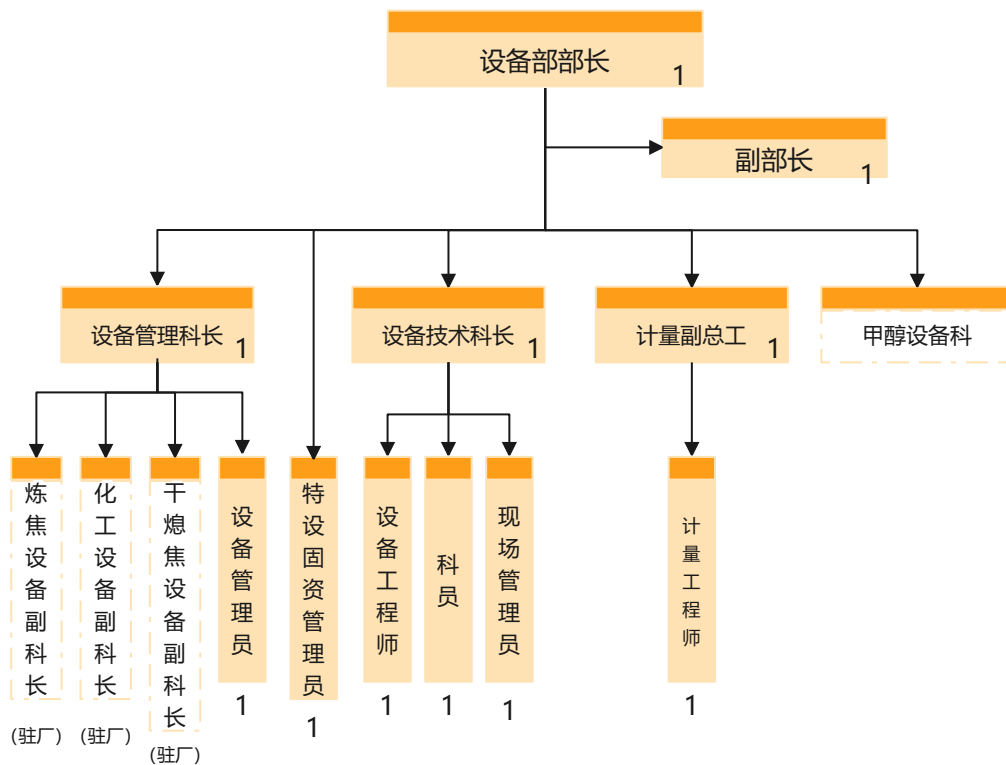 设备部部长
1
副部长
1
设备管理科长
1
设备技术科长
1
计量副总工
1
甲醇设备科
炼焦设备副科长
(驻厂)
化工设备副科长
(驻厂)
干熄焦设备副科长
(驻厂)
设备管理员
1
特设固资管理员
1
设备工程师
1
科员
1
现场管理员
1
计量工程师
1